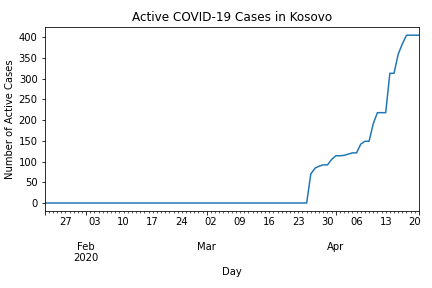 Active COVID-19 Cases in Kosovo
Number of Active Cases
400
350
300
250
200
150
100
50
0
27 03 10 17 24 02 09 16 23 30 06 13 20
Feb Mar Apr
2020
Day